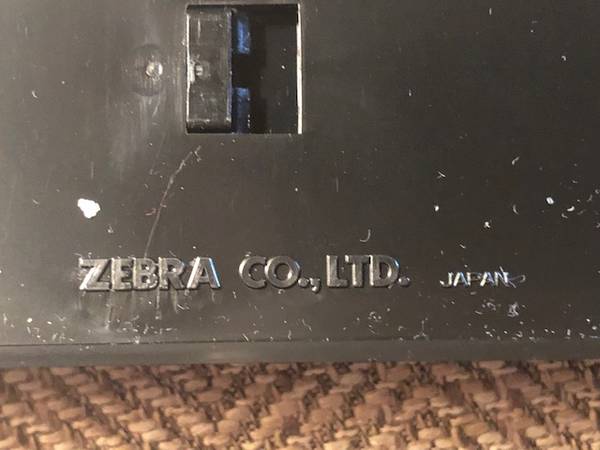 ZEBRA CO., LTD. JAPAN